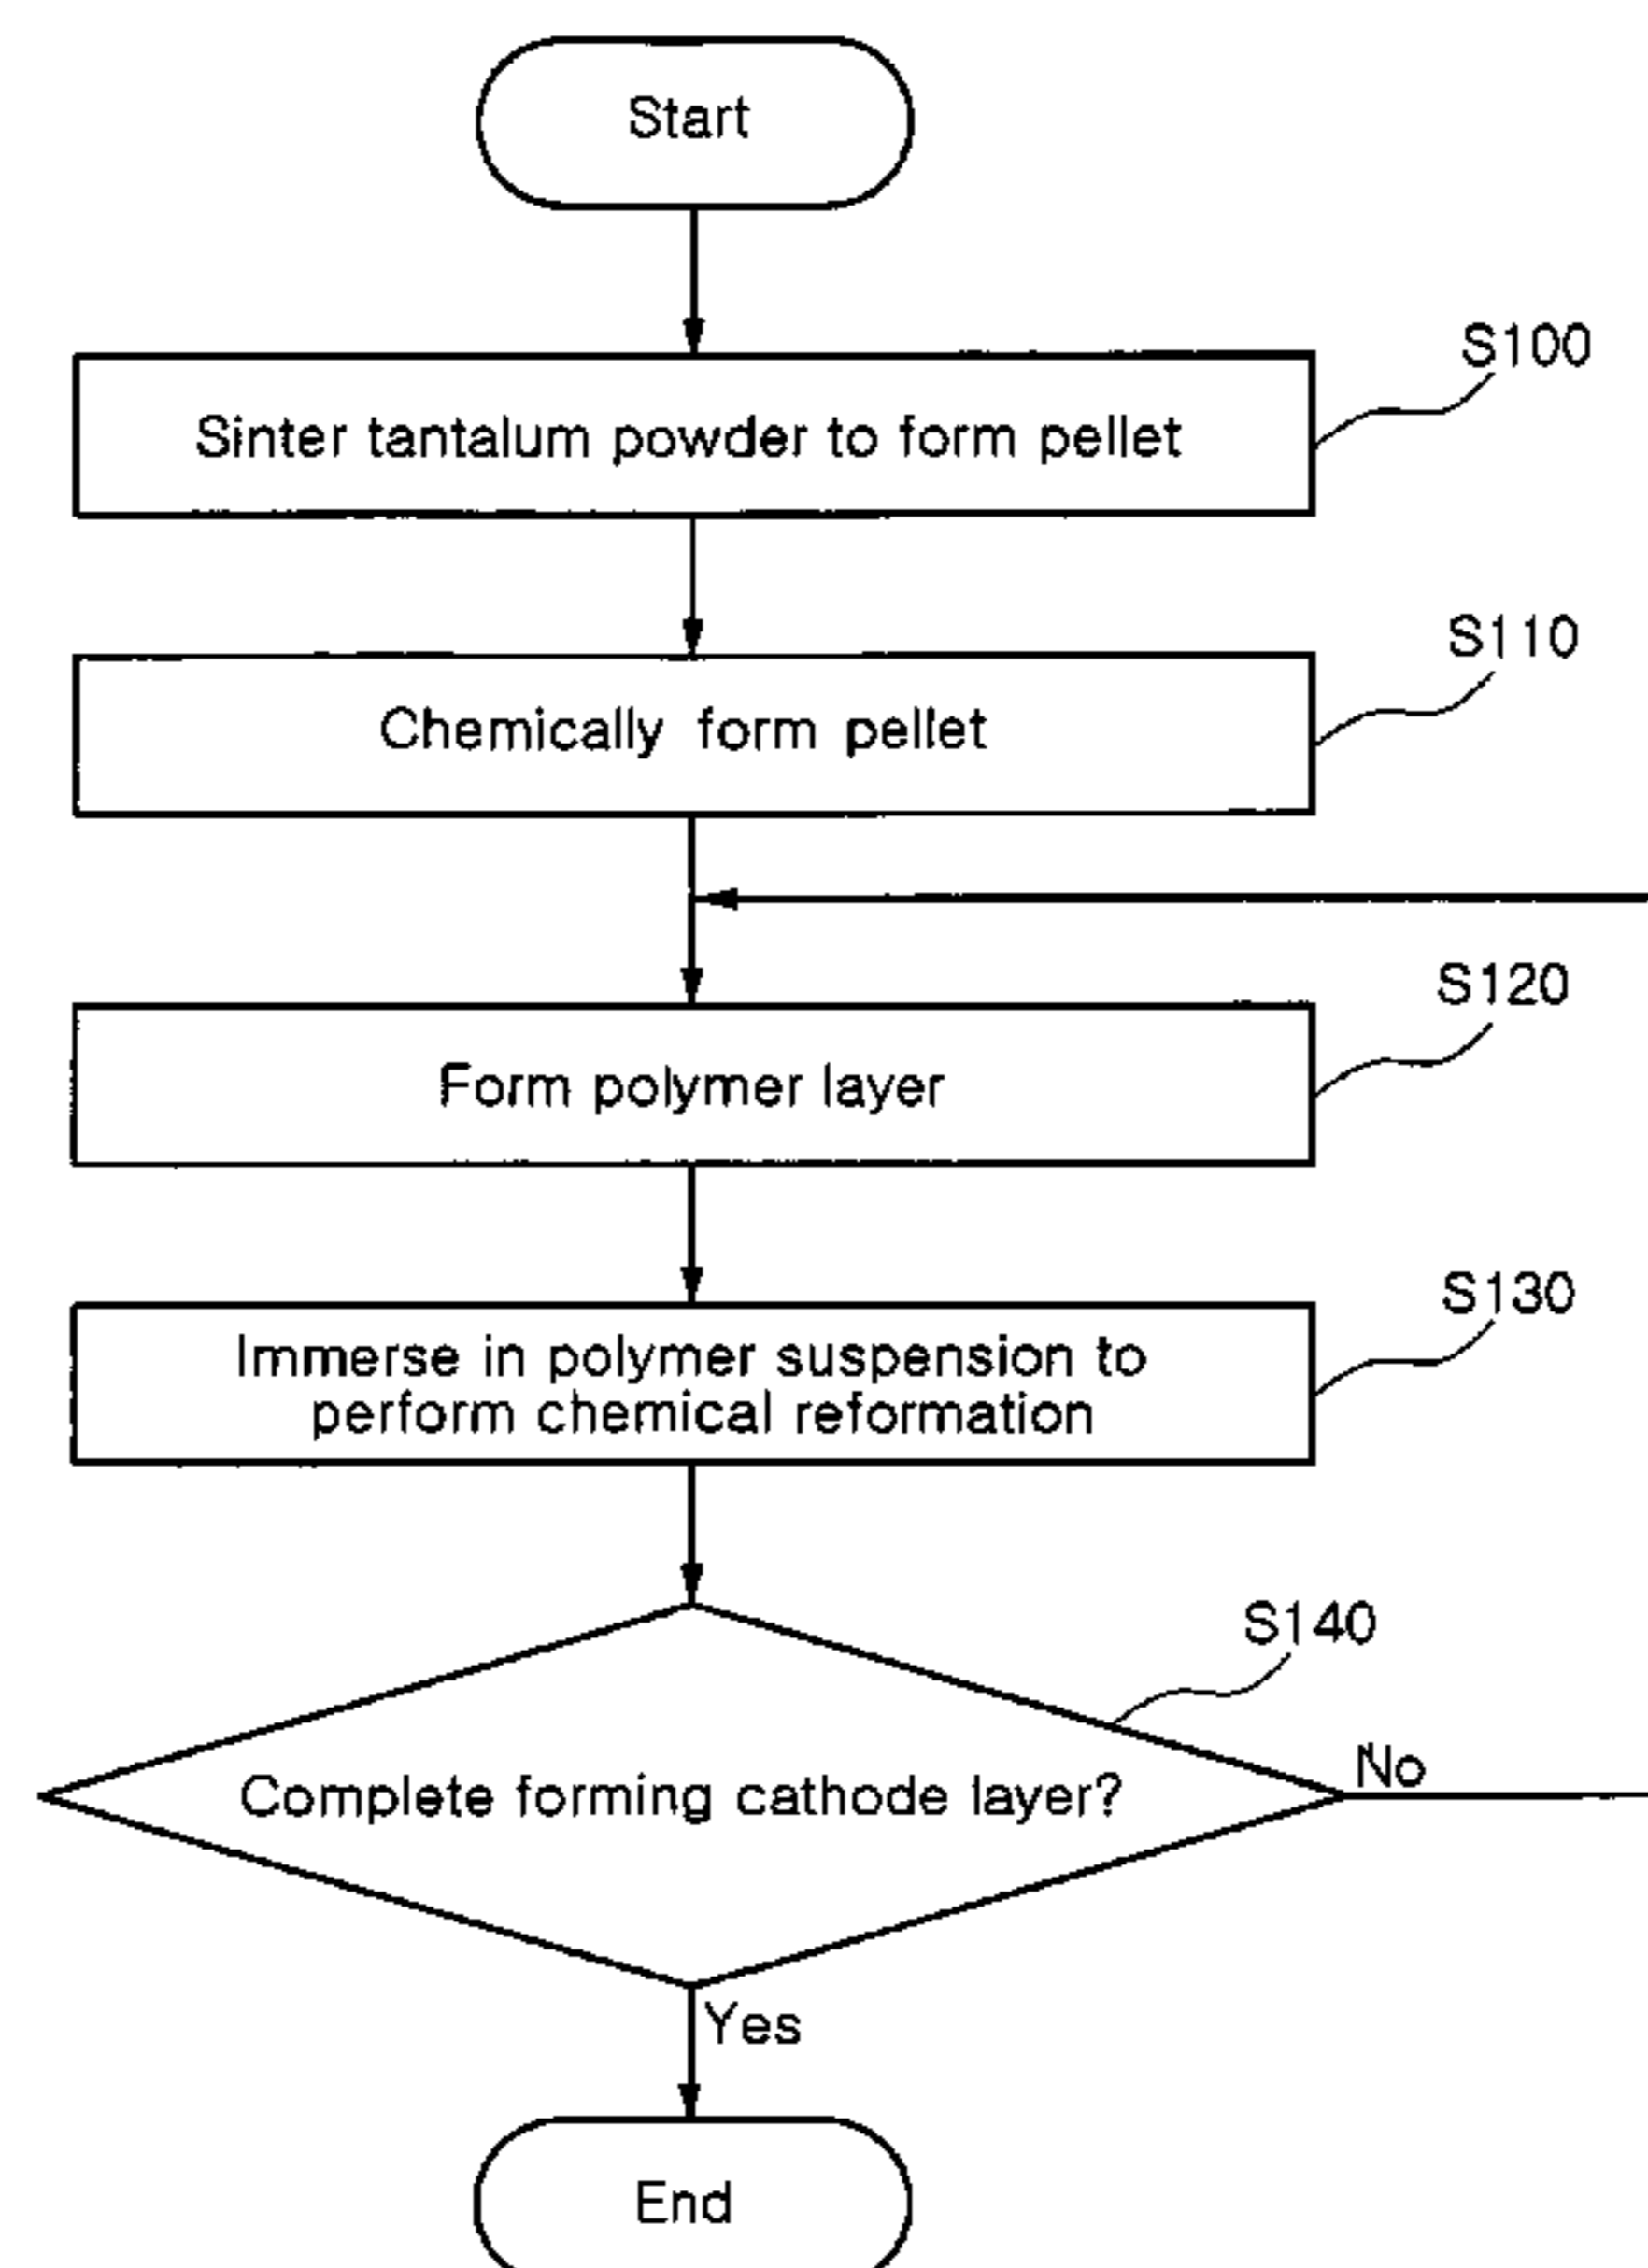 Start
S100
Sinter tantalum powder to form pellet
S110
Chemically form pellet
S120
Form polymer layer
S130
Immerse in polymer suspension to
perform chemical reformation
S140
Complete forming cathode layer?
No
Yes
End